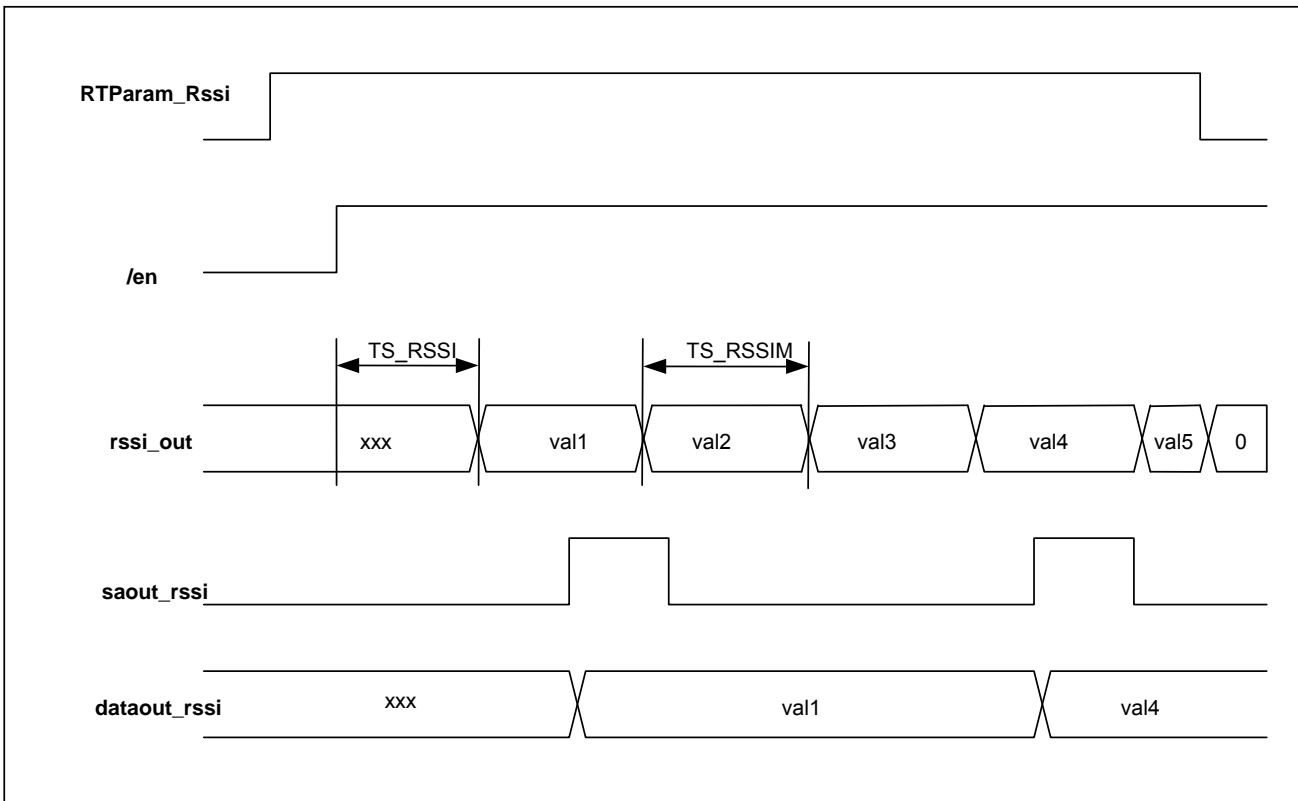 RTParam_Rssi
/en
TS_RSSI TS_RSSIM
rssi_out xxx val1 val2 val3 val4 val5 0
saout_rssi
dataout_rssi xxx val1 val4